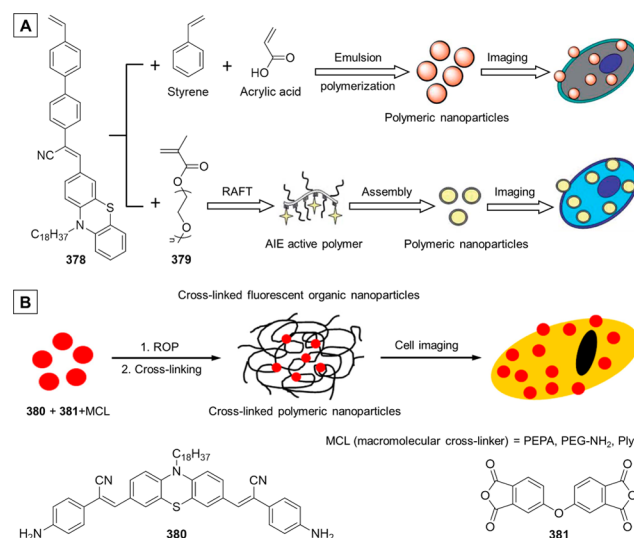 A
Styrene
Acrylic acid
Emulsion
polymerization
Imaging
Polymeric nanoparticles
NC
S
N
C18H37
378
O
HO
O
O
O
n
379
RAFT
AIE active polymer
Assembly
Polymeric nanoparticles
Imaging
B
Cross-linked fluorescent organic nanoparticles
1. ROP
2. Cross-linking
Cell imaging
380 + 381+MCL
Cross-linked polymeric nanoparticles
MCL (macromolecular cross-linker) = PEPA, PEG-NH2, Ply
C18H37
N
NC
CN
S
H2N
NH2
380
O
O
O
O
O
O
O
381